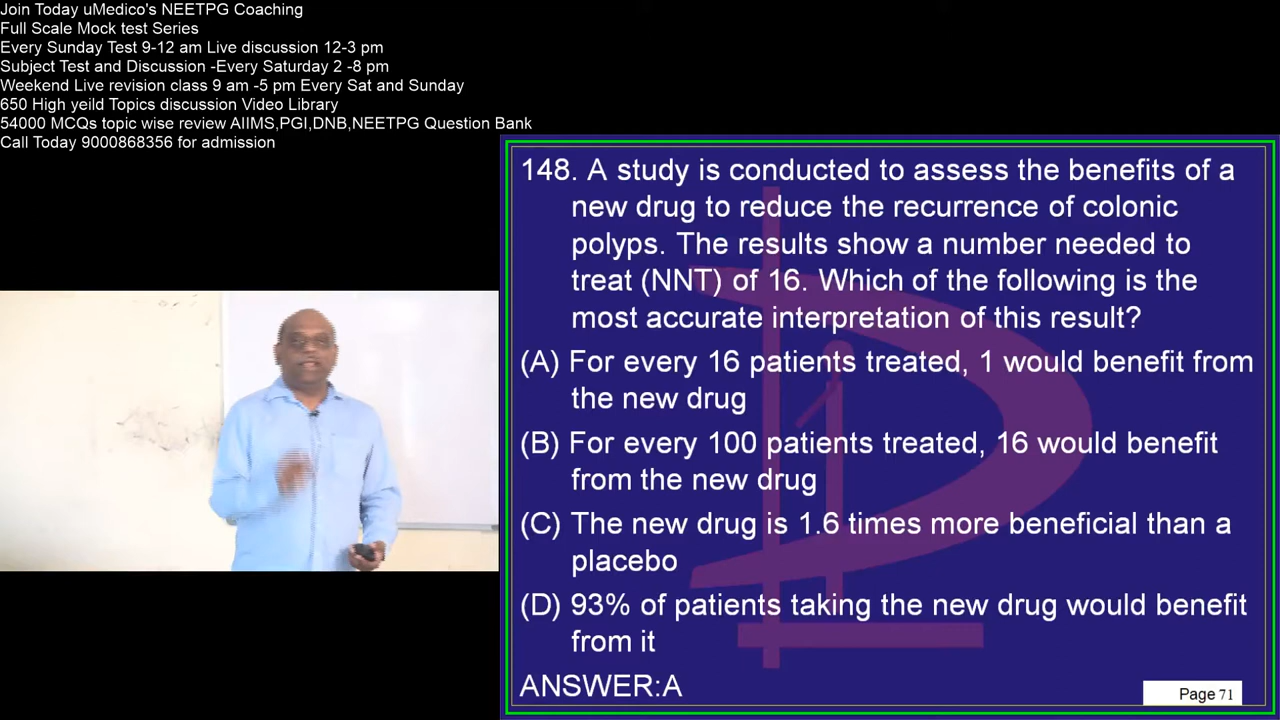 Join Today uMedico's NEETPG Coaching
Full Scale Mock test Series
Every Sunday Test 9-12 am Live discussion 12-3 pm
Subject Test and Discussion -Every Saturday 2 -8 pm
Weekend Live revision class 9 am -5 pm Every Sat and Sunday
650 High yeild Topics discussion Video Library
54000 MCQs topic wise review AIIMS,PGI,DNB,NEETPG Question Bank
Call Today 9000868356 for admission
148. A study is conducted to assess the benefits of a
new drug to reduce the recurrence of colonic
polyps. The results show a number needed to
treat (NNT) of 16. Which of the following is the
most accurate interpretation of this result?
(A) For every 16 patients treated, 1 would benefit from
the new drug
(B) For every 100 patients treated, 16 would benefit
from the new drug
(C) The new drug is 1.6 times more beneficial than a
placebo
(D) 93% of patients taking the new drug would benefit
from it
ANSWER:A
Page 71